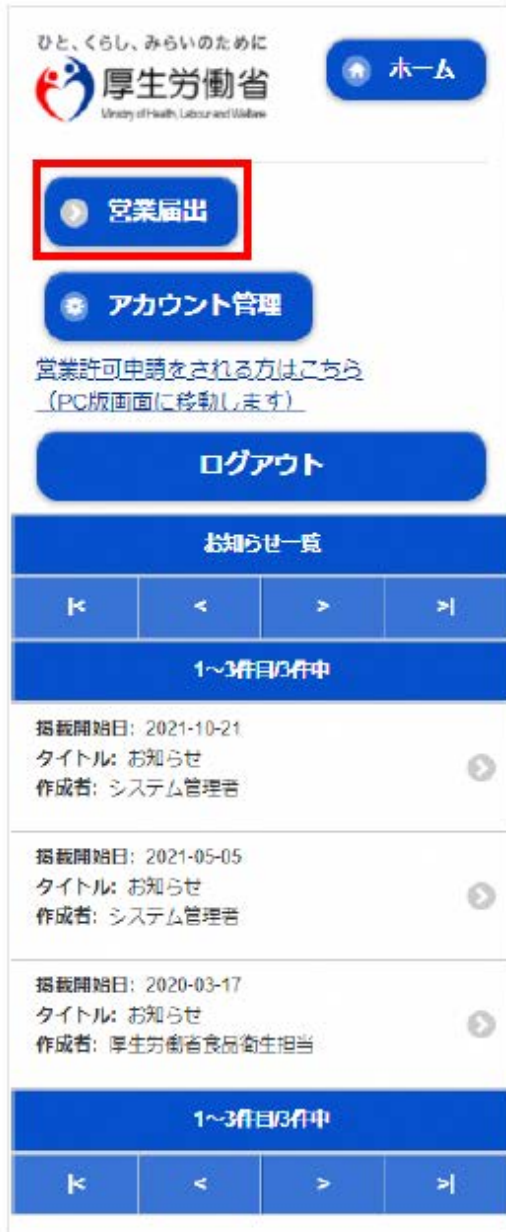 ひと、くらし、みらいのために
厚生労働省
Ministry of Health, Labour and Welfare
ホーム
営業届出
アカウント管理
営業許可申請をされる方はこちら
（PC版画面に移動します）
ログアウト
お知らせ一覧
|<
<
>
>|
1～3件目/3件中
掲載開始日: 2021-10-21
タイトル: お知らせ
作成者: システム管理者
掲載開始日: 2021-05-05
タイトル: お知らせ
作成者: システム管理者
掲載開始日: 2020-03-17
タイトル: お知らせ
作成者: 厚生労働省食品衛生担当
1～3件目/3件中
|<
<
>
>|